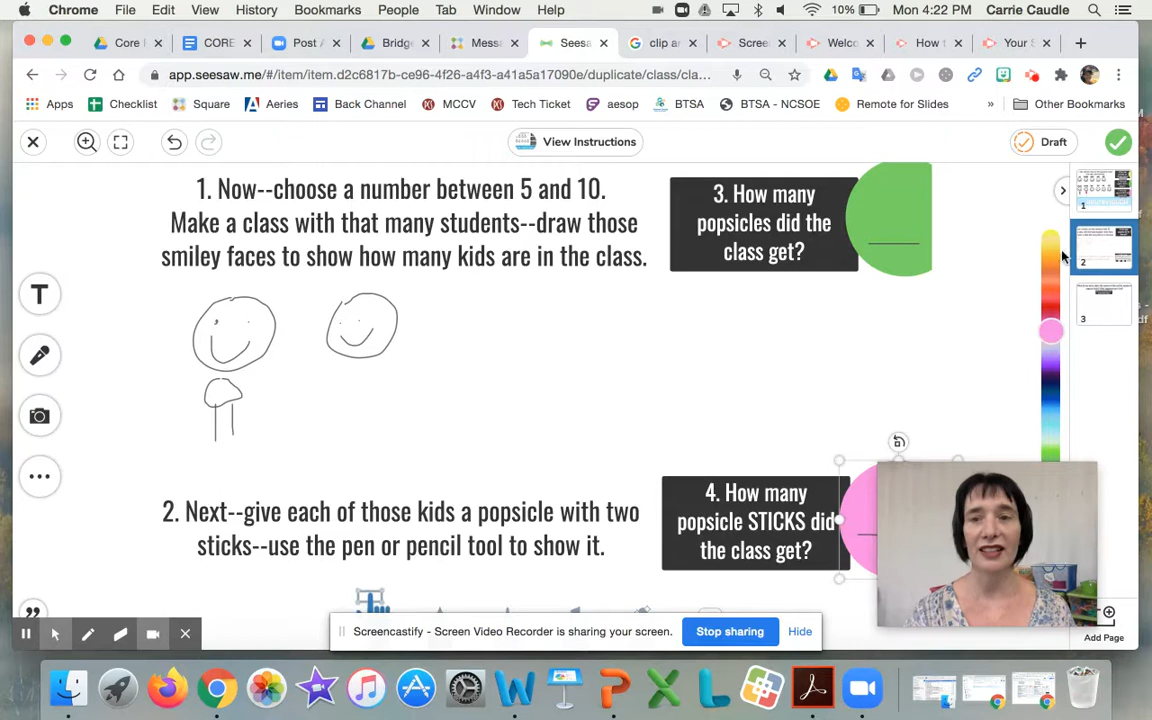 Chrome File Edit View History Bookmarks People Tab Window Help 10% Mon 4:22 PM Carrie Caudle
Core CORE Post A Bridge Messa Seesa clip ar Scree Welco How t Your S
app.seesaw.me/#/item/item.d2c6817b-ce96-4f26-a4f3-a41a5a17090e/duplicate/class/cla...
Apps Checklist Square Aeries Back Channel MCCV Tech Ticket aesop BTSA BTSA - NCSOE Remote for Slides » Other Bookmarks
View Instructions Draft
1. Now--choose a number between 5 and 10.
Make a class with that many students--draw those
smiley faces to show how many kids are in the class.
3. How many
popsicles did the
class get?
2. Next--give each of those kids a popsicle with two
sticks--use the pen or pencil tool to show it.
4. How many
popsicle STICKS did
the class get?
T
1
2
3
Add Page
Screencastify - Screen Video Recorder is sharing your screen. Stop sharing Hide